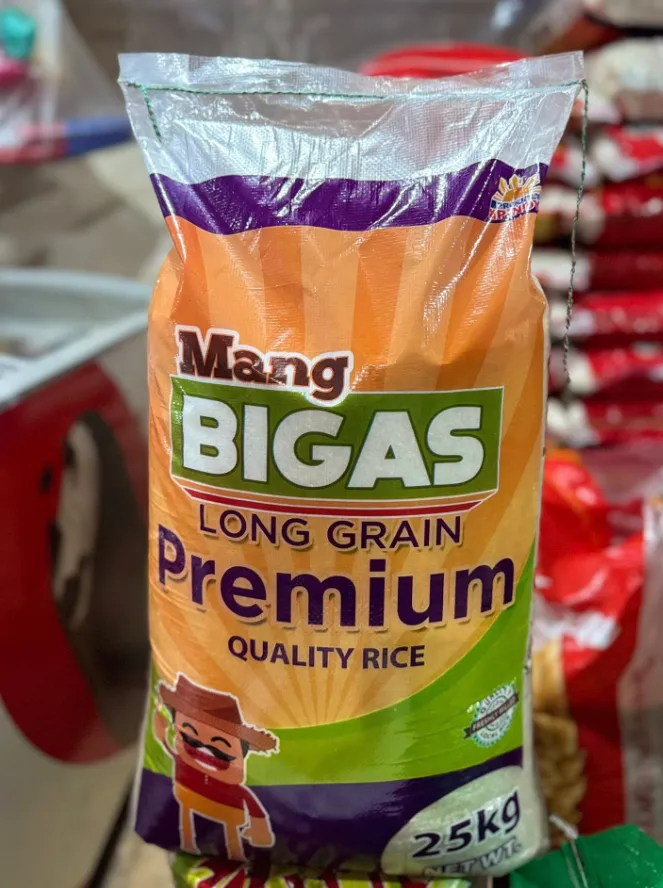 Mang
BIGAS
LONG GRAIN
Premium
QUALITY RICE
25kg
NET WT.